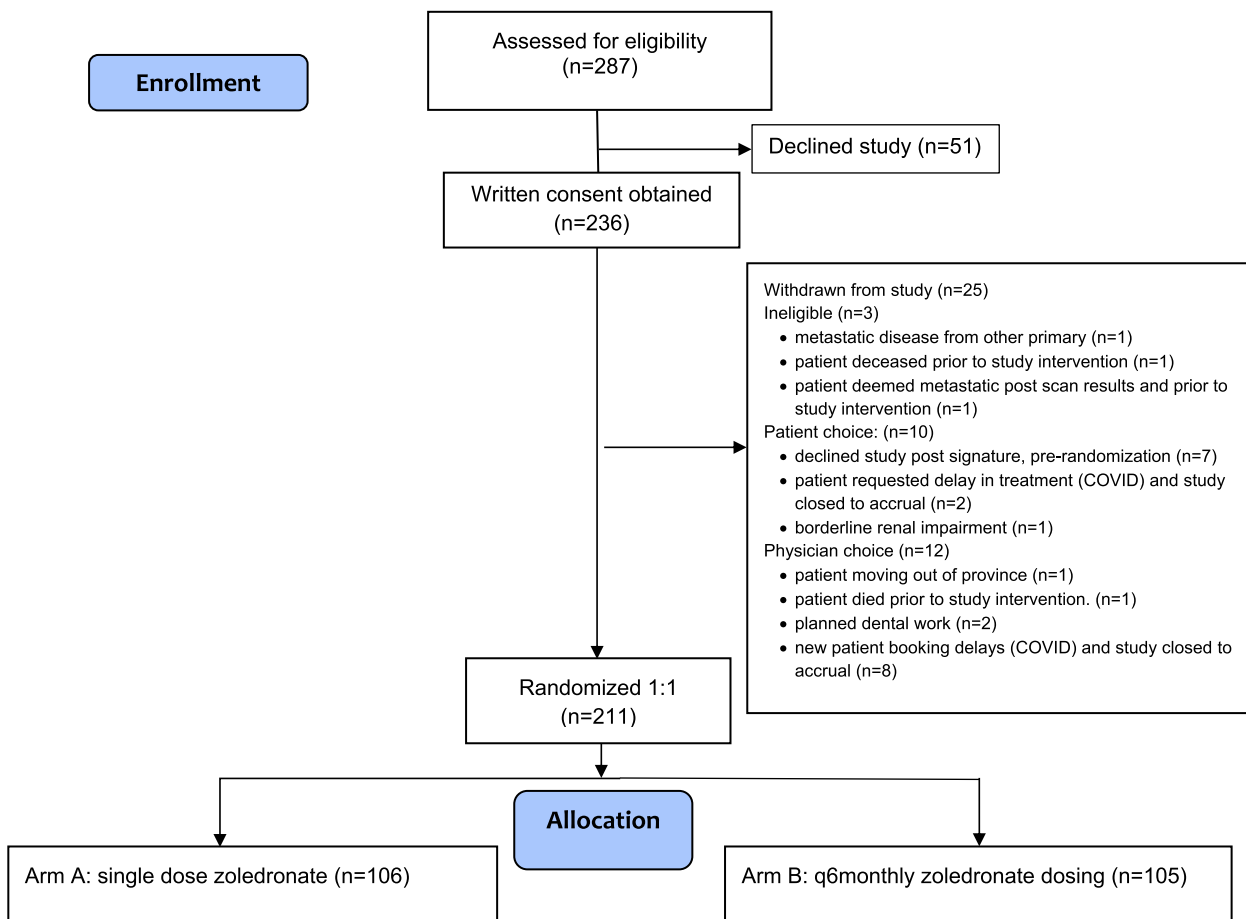 Assessed for eligibility
(n=287)
Enrollment
Declined study (n=51)
Written consent obtained
(n=236)
Withdrawn from study (n=25)
Ineligible (n=3)
• metastatic disease from other primary (n=1)
• patient deceased prior to study intervention (n=1)
• patient deemed metastatic post scan results and prior to
study intervention (n=1)
Patient choice: (n=10)
• declined study post signature, pre-randomization (n=7)
• patient requested delay in treatment (COVID) and study
closed to accrual (n=2)
• borderline renal impairment (n=1)
Physician choice (n=12)
• patient moving out of province (n=1)
• patient died prior to study intervention. (n=1)
• planned dental work (n=2)
• new patient booking delays (COVID) and study closed to
accrual (n=8)
Randomized 1:1
(n=211)
Allocation
Arm A: single dose zoledronate (n=106)
Arm B: q6monthly zoledronate dosing (n=105)